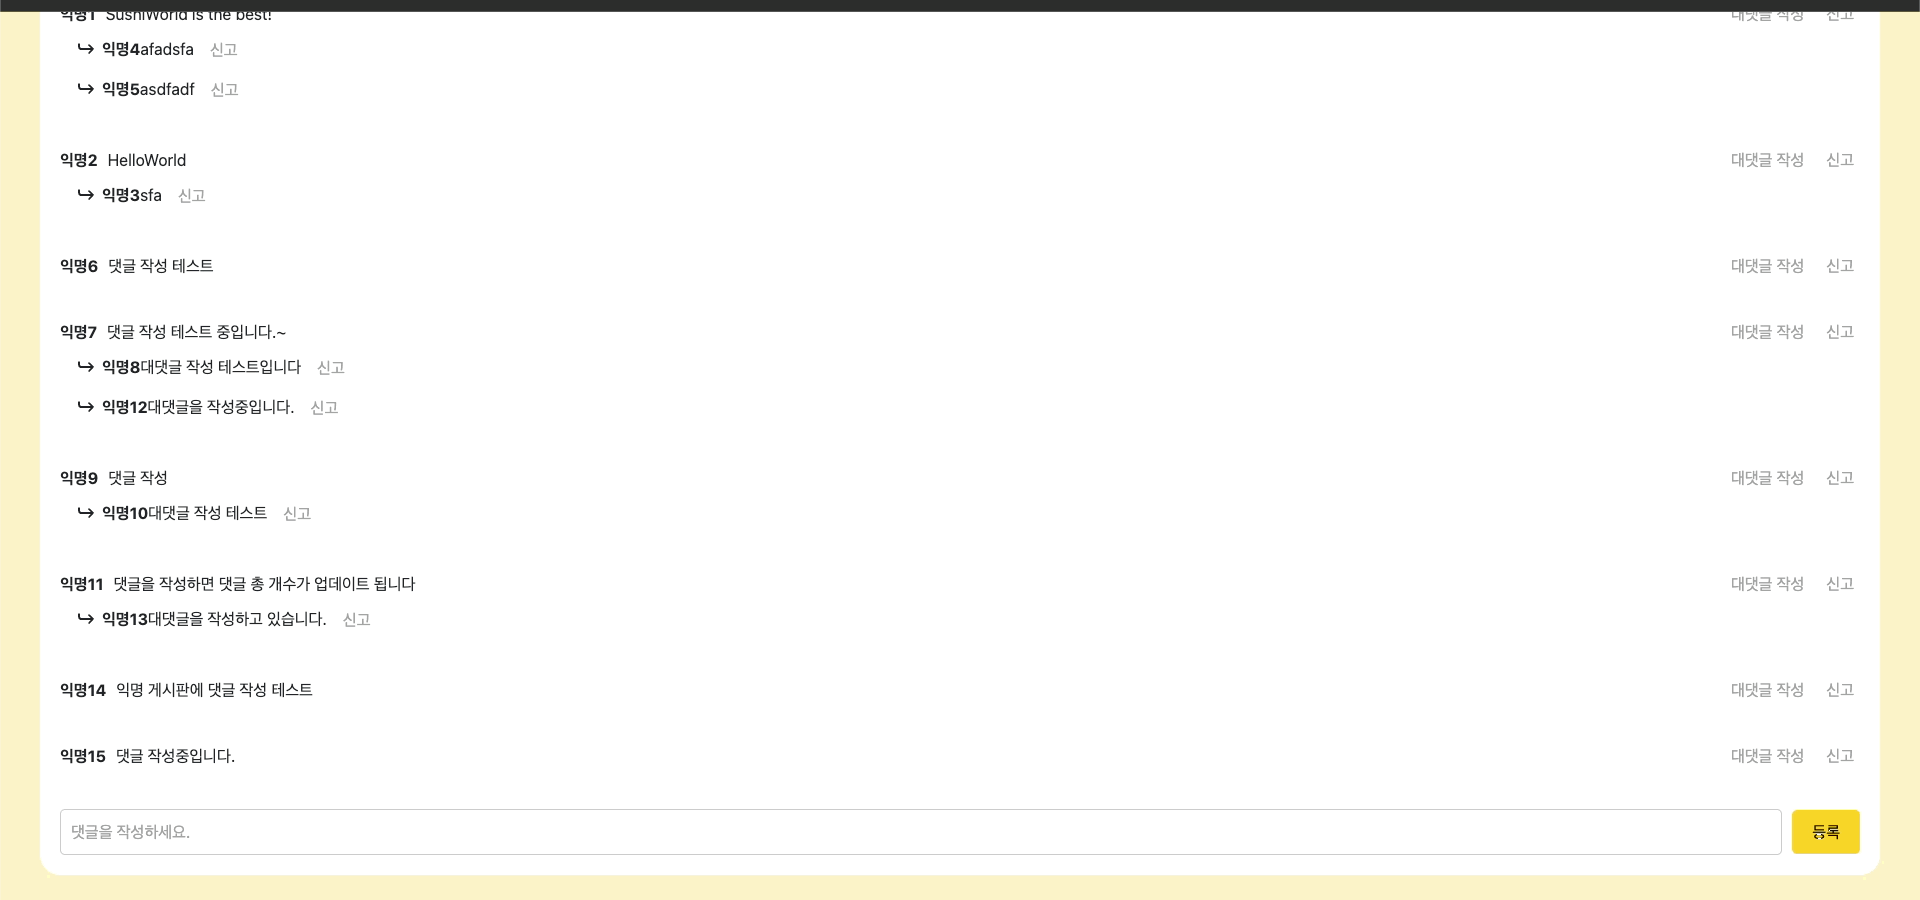 익명1 SushiWorld is the best! 대댓글 작성 신고
↪ 익명4afadsfa 신고
↪ 익명5asdfadf 신고
익명2 HelloWorld 대댓글 작성 신고
↪ 익명3sfa 신고
익명6 댓글 작성 테스트 대댓글 작성 신고
익명7 댓글 작성 테스트 중입니다.~ 대댓글 작성 신고
↪ 익명8대댓글 작성 테스트입니다 신고
↪ 익명12대댓글을 작성중입니다. 신고
익명9 댓글 작성 대댓글 작성 신고
↪ 익명10대댓글 작성 테스트 신고
익명11 댓글을 작성하면 댓글 총 개수가 업데이트 됩니다 대댓글 작성 신고
↪ 익명13대댓글을 작성하고 있습니다. 신고
익명14 익명 게시판에 댓글 작성 테스트 대댓글 작성 신고
익명15 댓글 작성중입니다. 대댓글 작성 신고
댓글을 작성하세요. 등록